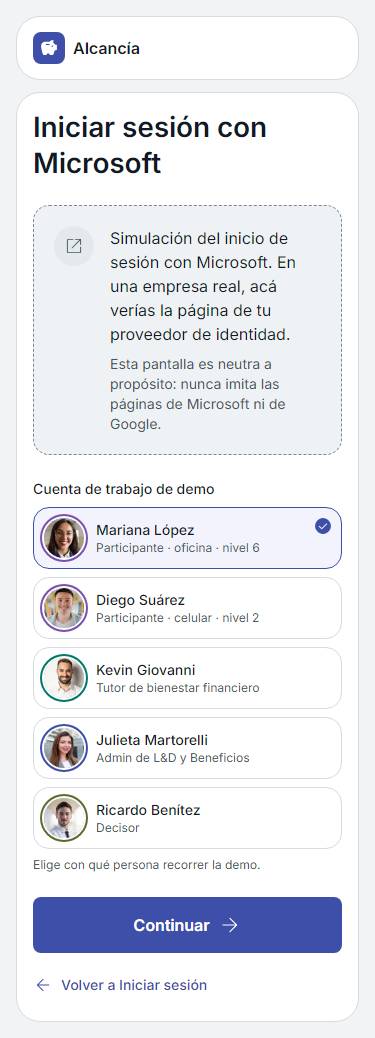 Alcancía
Iniciar sesión con
Microsoft
Simulación del inicio de
sesión con Microsoft. En
una empresa real, acá
verías la página de tu
proveedor de identidad.
Esta pantalla es neutra a
propósito: nunca imita las
páginas de Microsoft ni de
Google.
Cuenta de trabajo de demo
Mariana López
Participante · oficina · nivel 6
Diego Suárez
Participante · celular · nivel 2
Kevin Giovanni
Tutor de bienestar financiero
Julieta Martorelli
Admin de L&D y Beneficios
Ricardo Benítez
Decisor
Elige con qué persona recorrer la demo.
Continuar
Volver a Iniciar sesión